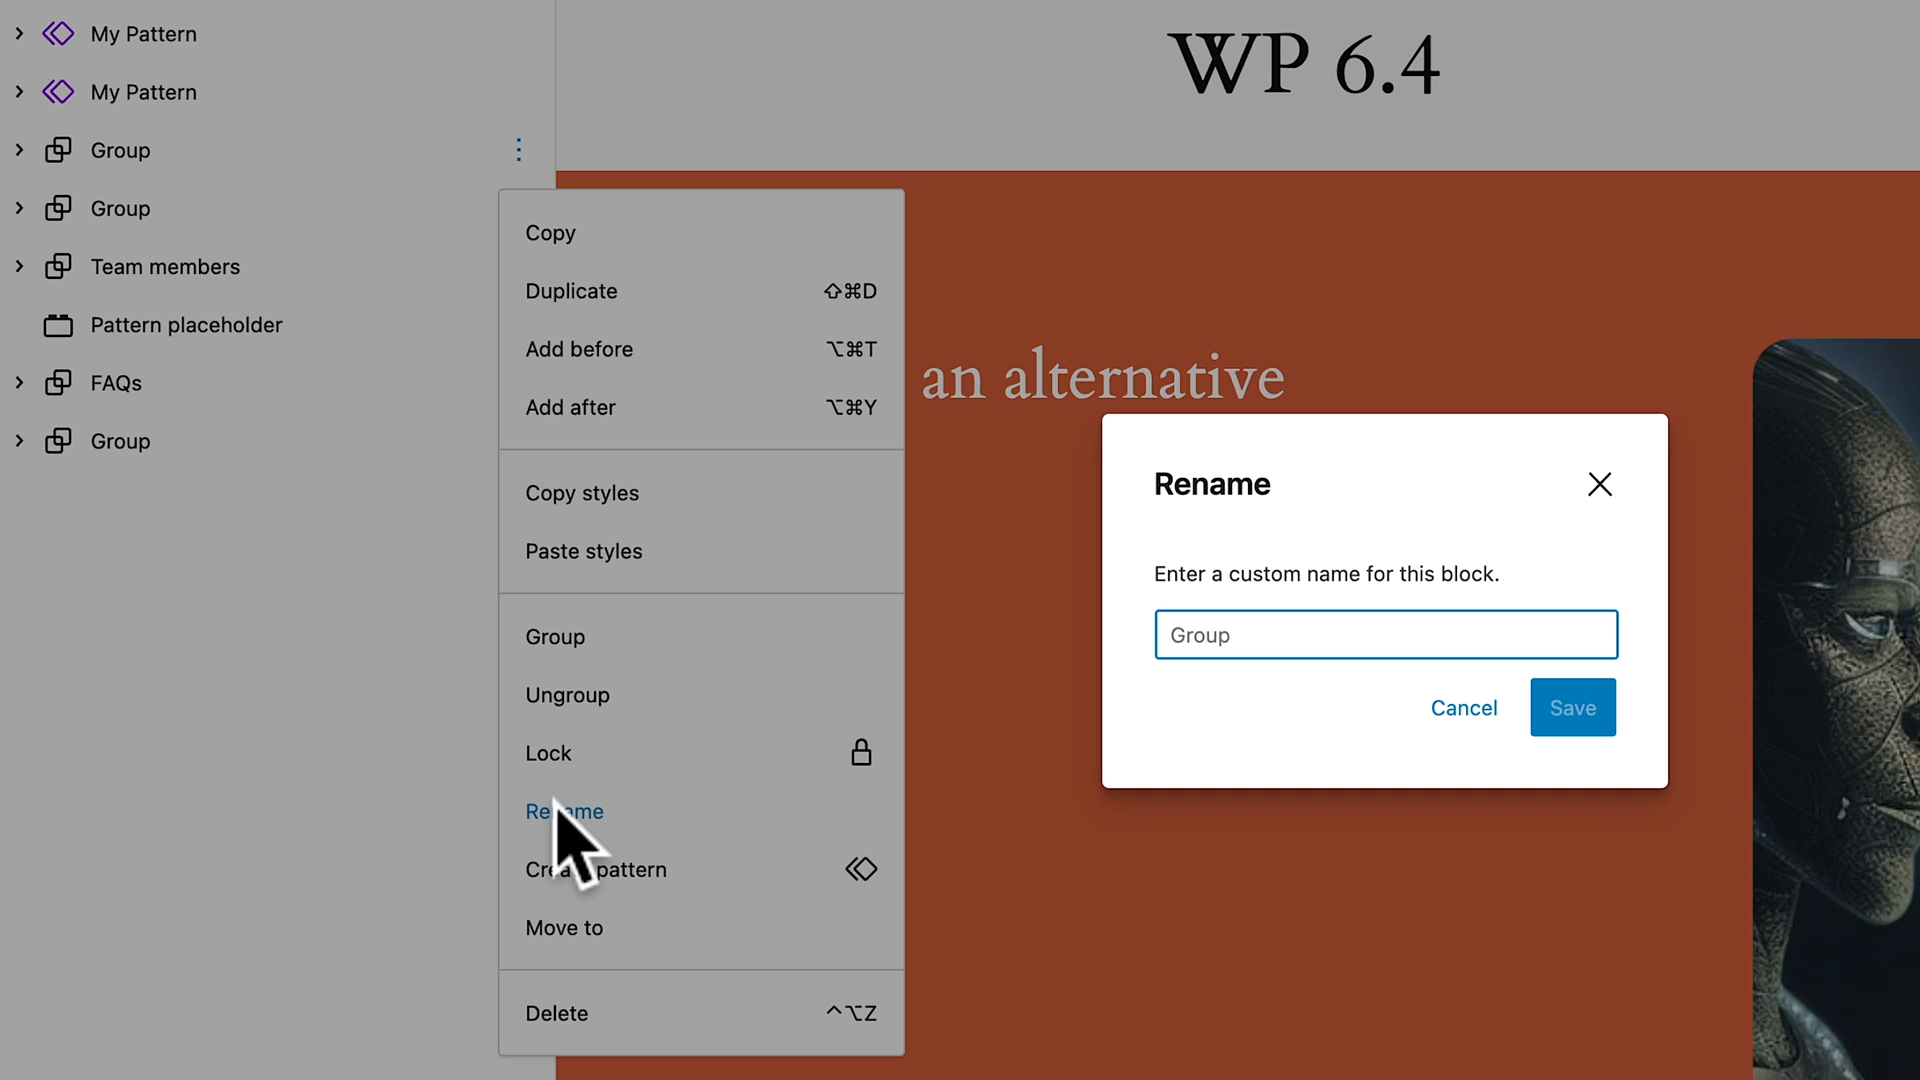 My Pattern
My Pattern
Group
Group
Team members
Pattern placeholder
FAQs
Group
Copy
Duplicate ⇧⌘D
Add before ⌥⌘T
Add after ⌥⌘Y
Copy styles
Paste styles
Group
Ungroup
Lock
Rename
Create pattern
Move to
Delete ^⌥Z
WP 6.4
an alternative
Rename
Enter a custom name for this block.
Group
Cancel Save